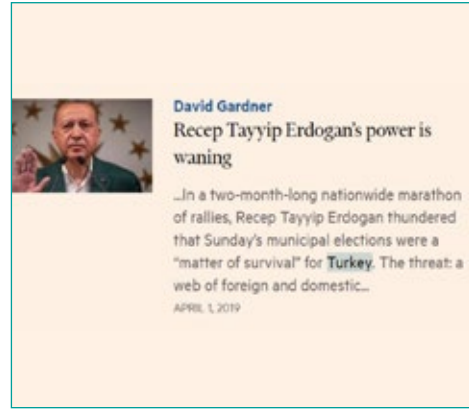 David Gardner
Recep Tayyip Erdogan's power is
waning
...In a two-month-long nationwide marathon
of rallies, Recep Tayyip Erdogan thundered
that Sunday's municipal elections were a
"matter of survival" for Turkey. The threat: a
web of foreign and domestic...
APRIL 1, 2019